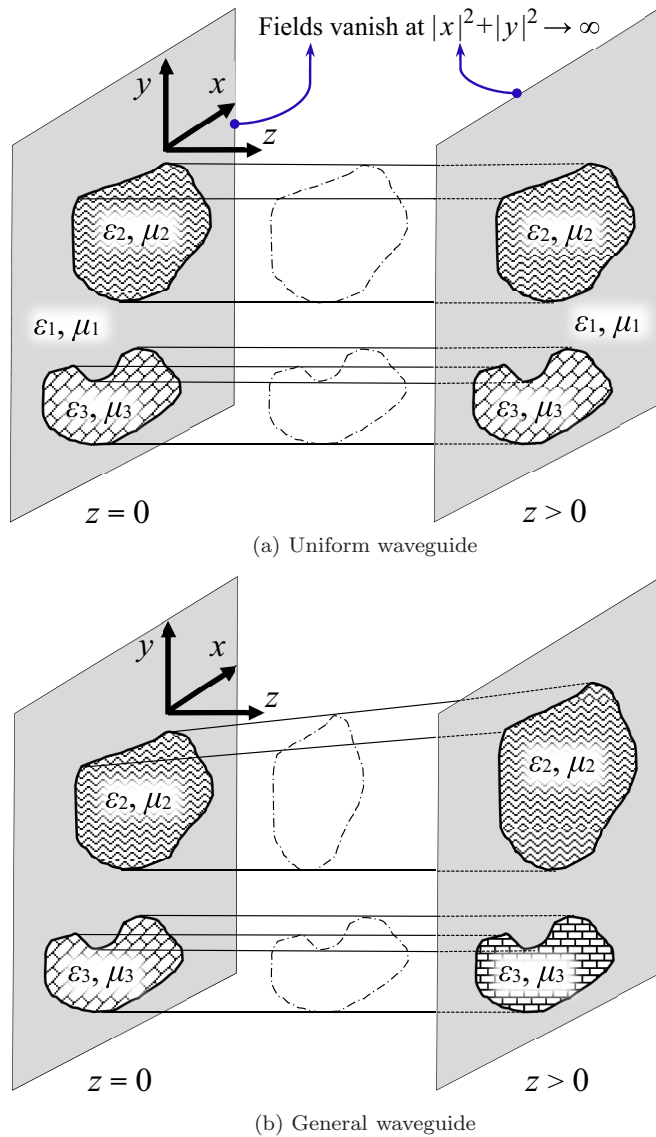 Fields vanish at |x|²+|y|² → ∞
y
x
z
ε2, μ2
ε2, μ2
ε1, μ1
ε1, μ1
ε3, μ3
ε3, μ3
z = 0
z > 0
(a) Uniform waveguide
y
x
z
ε2, μ2
ε2, μ2
ε3, μ3
ε3, μ3
z = 0
z > 0
(b) General waveguide